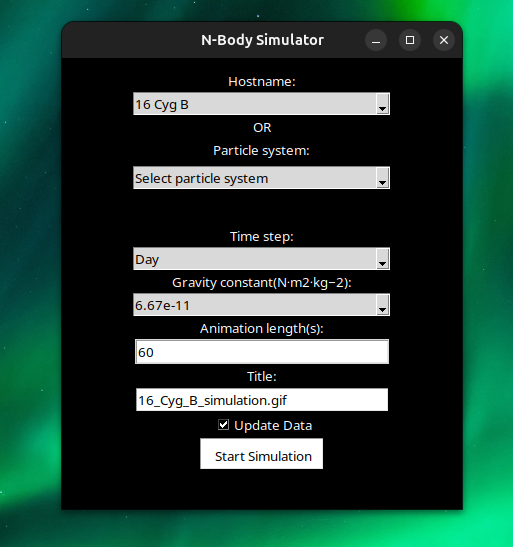 N-Body Simulator
Hostname:
16 Cyg B
OR
Particle system:
Select particle system
Time step:
Day
Gravity constant(N·m2·kg−2):
6.67e-11
Animation length(s):
60
Title:
16_Cyg_B_simulation.gif
Update Data
Start Simulation